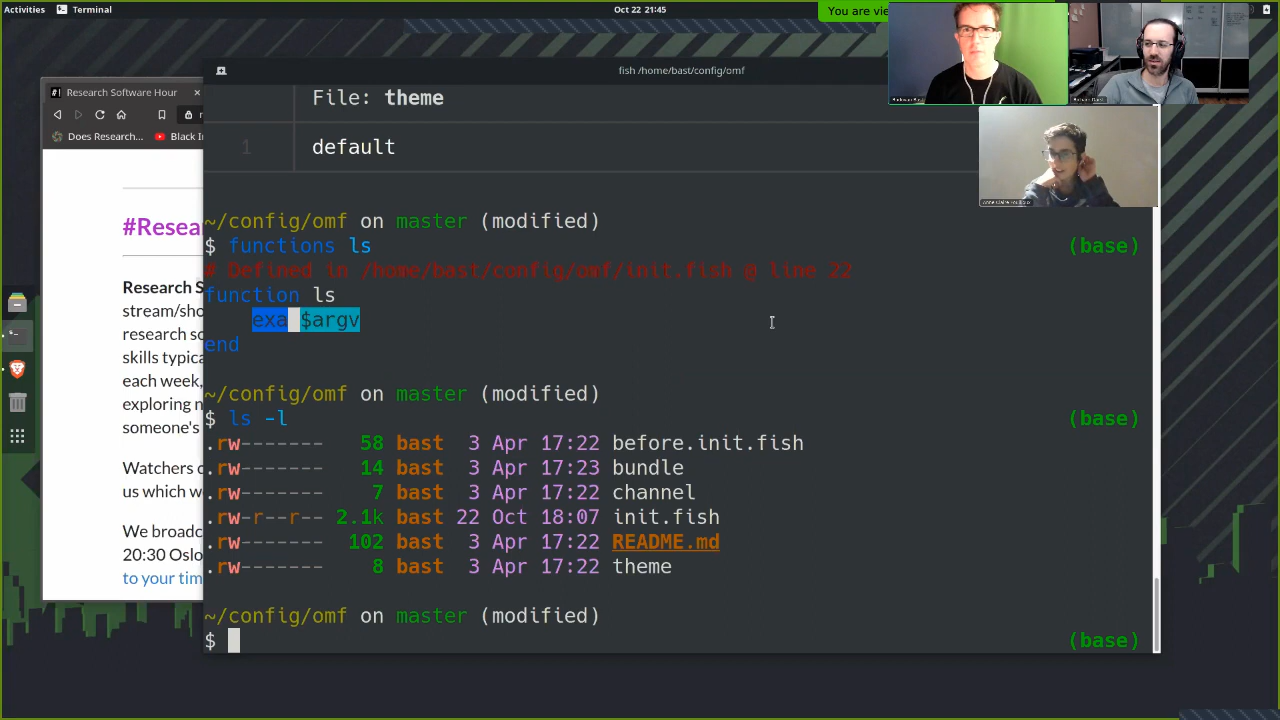 Activities Terminal Oct 22 21:45 You are vie
fish /home/bast/config/omf
#! Research Software Hour ×
Does Research... Black I
#Resea
Research S
stream/sho
research so
skills typica
each week,
exploring n
someone's
Watchers o
us which w
We broadc
20:30 Oslo
to your tim
File: theme
1 default
~/config/omf on master (modified)
$ functions ls (base)
# Defined in /home/bast/config/omf/init.fish @ line 22
function ls
exa $argv
end
~/config/omf on master (modified)
$ ls -l (base)
.rw------- 58 bast 3 Apr 17:22 before.init.fish
.rw------- 14 bast 3 Apr 17:23 bundle
.rw------- 7 bast 3 Apr 17:22 channel
.rw-r--r-- 2.1k bast 22 Oct 18:07 init.fish
.rw------- 102 bast 3 Apr 17:22 README.md
.rw------- 8 bast 3 Apr 17:22 theme
~/config/omf on master (modified)
$ (base)